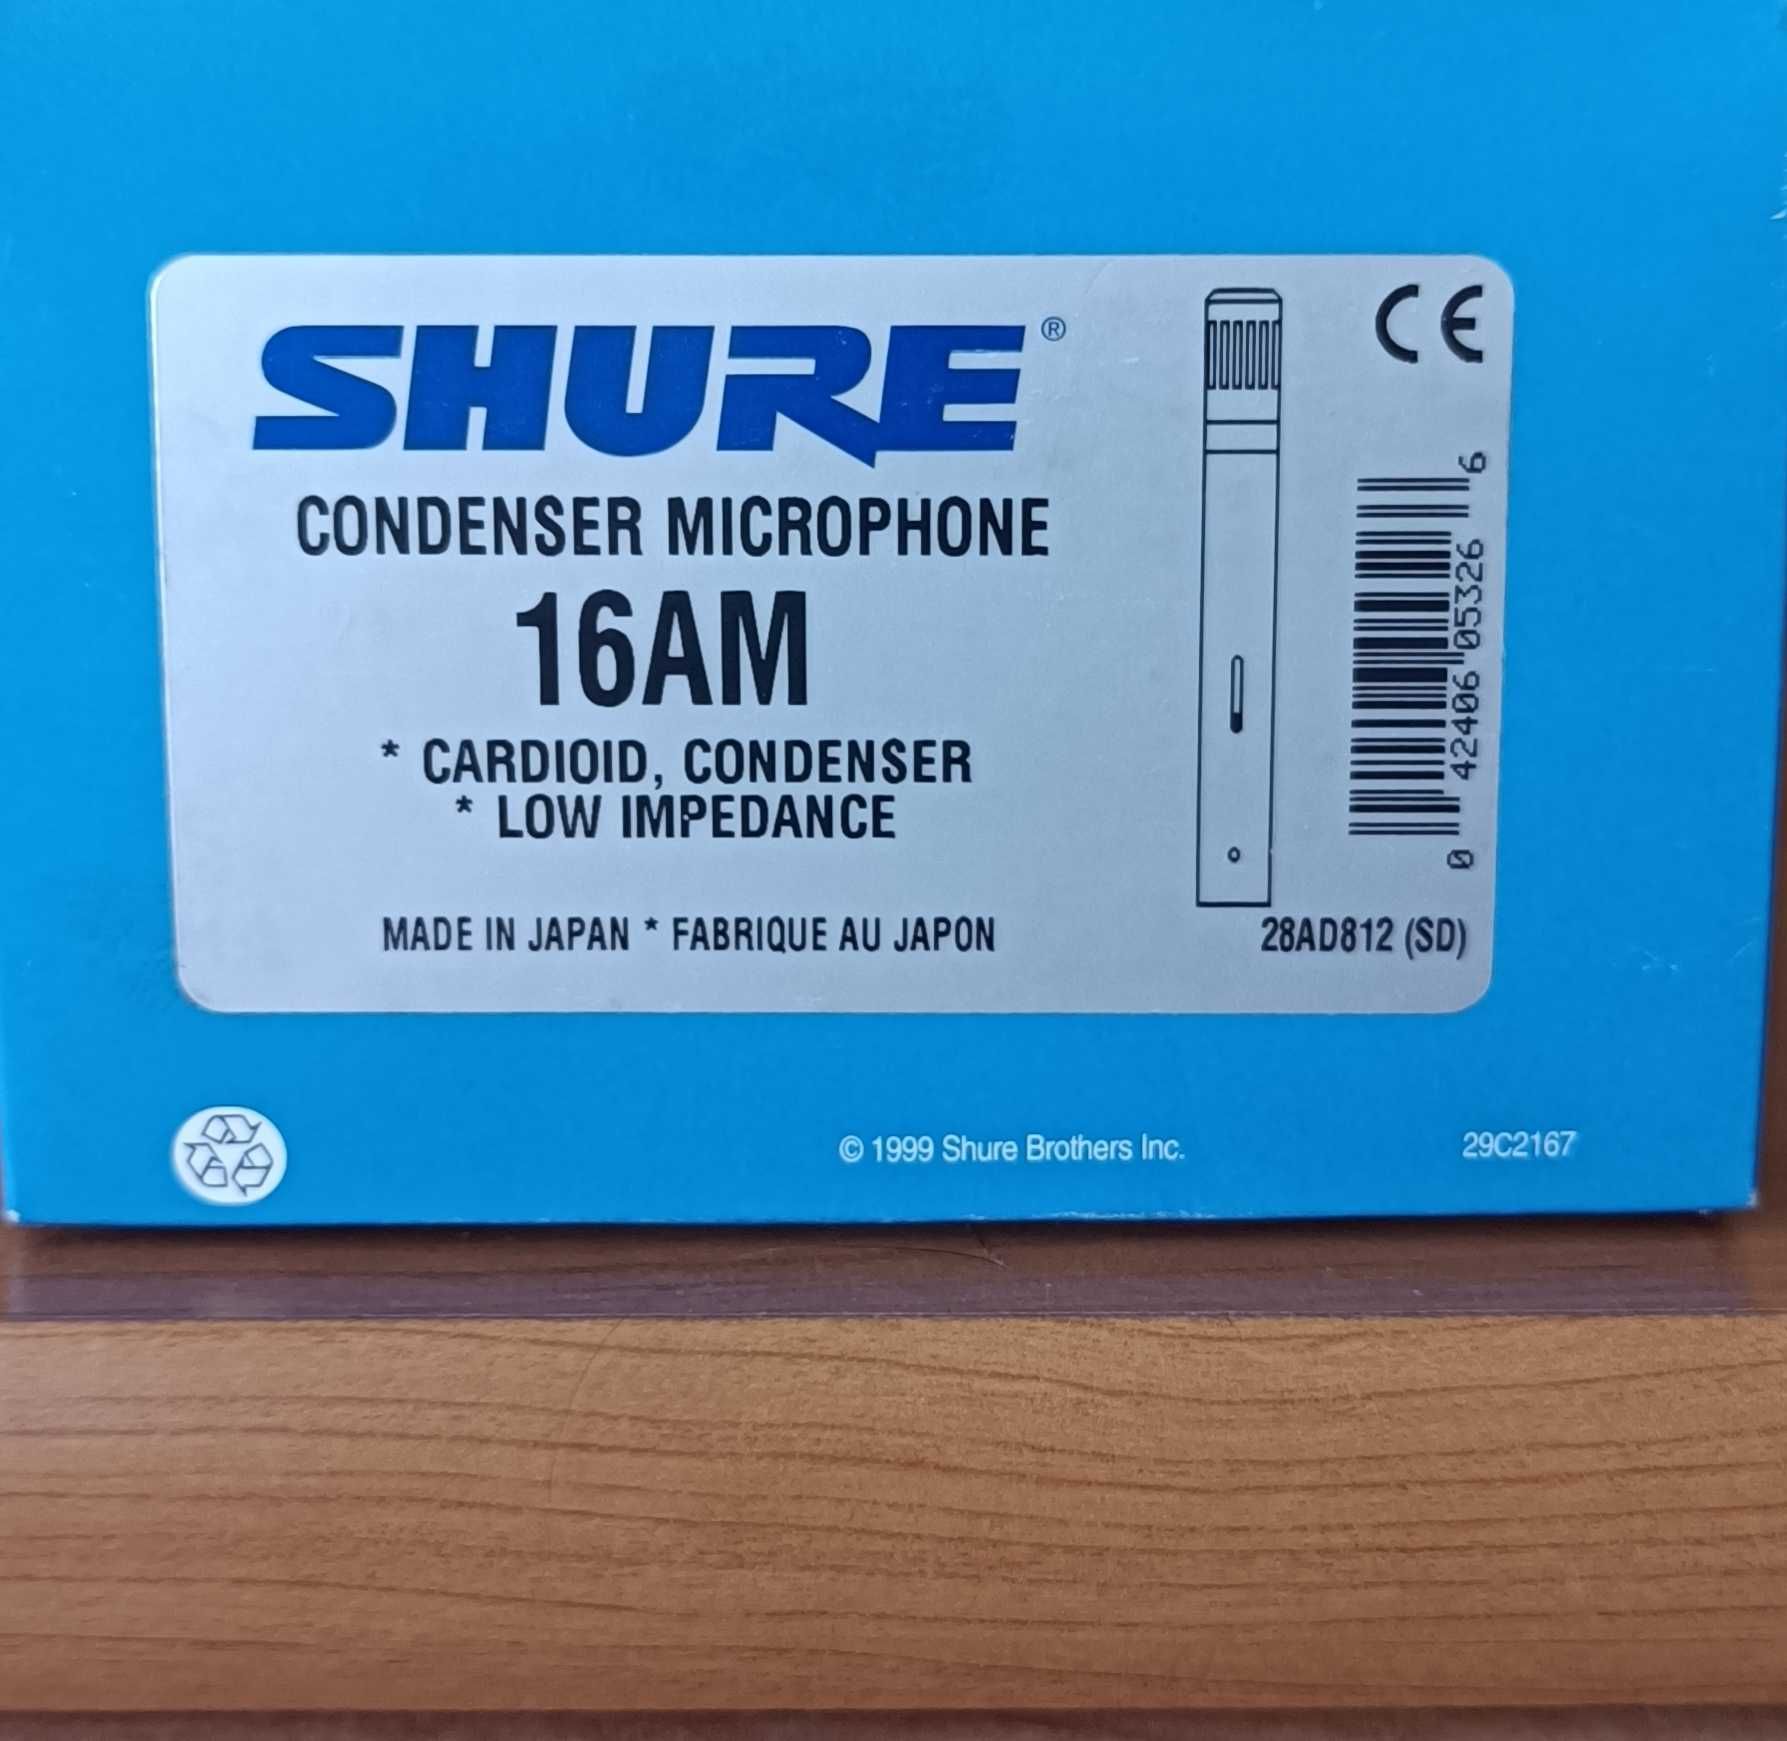 SHURE®
CE
CONDENSER MICROPHONE
16AM
* CARDIOID, CONDENSER
* LOW IMPEDANCE
0 42406 05326 6
MADE IN JAPAN * FABRIQUE AU JAPON
28AD812 (SD)
© 1999 Shure Brothers Inc.
29C2167